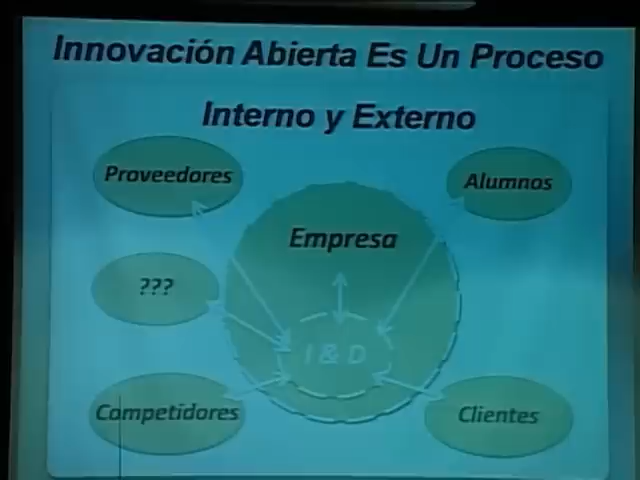 Innovación Abierta Es Un Proceso
Interno y Externo
Proveedores
Alumnos
Empresa
???
I & D
Competidores
Clientes